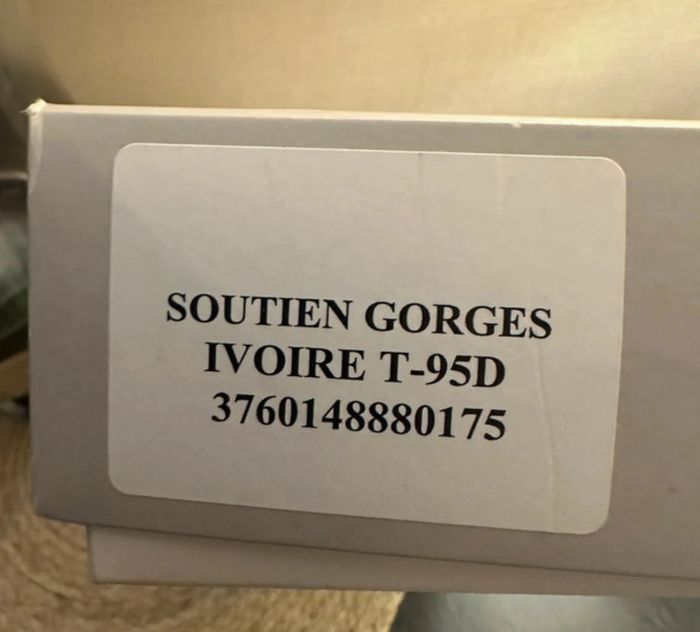 SOUTIEN GORGES
IVOIRE T-95D
3760148880175